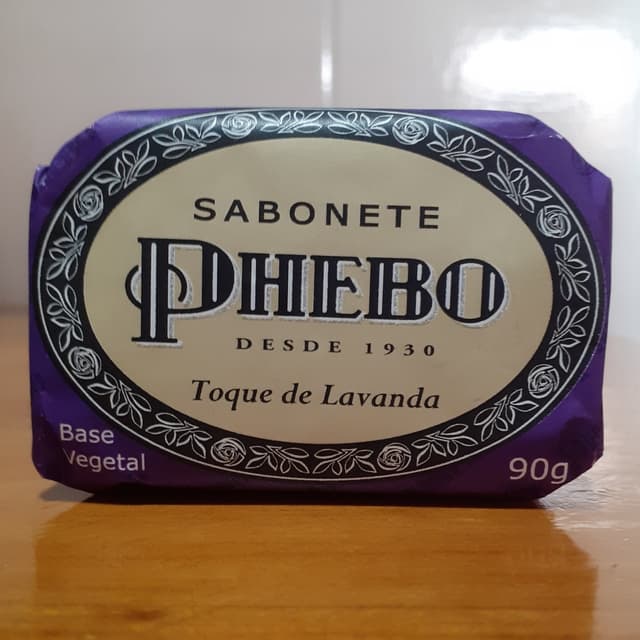 SABONETE
PHEBO
DESDE 1930
Toque de Lavanda
Base
Vegetal
90g